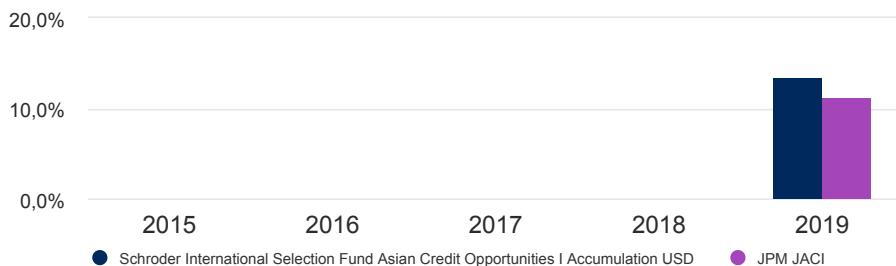 20,0%
10,0%
0,0%
2015 2016 2017 2018 2019
Schroder International Selection Fund Asian Credit Opportunities I Accumulation USD JPM JACI